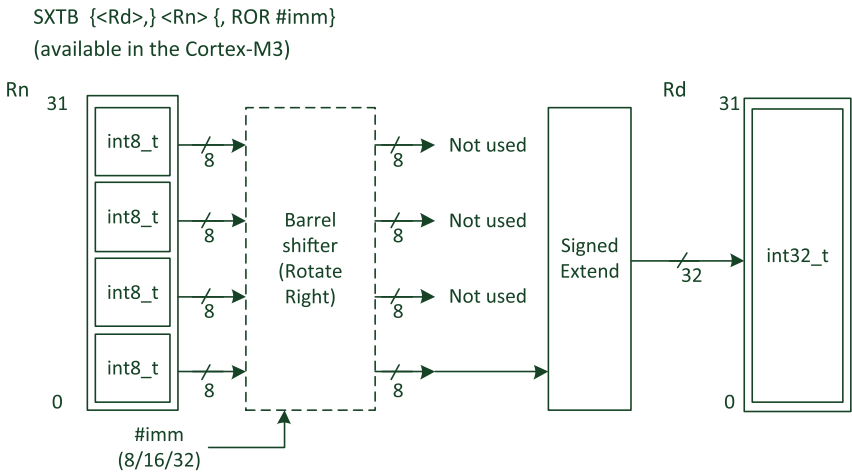 SXTB {<Rd>,} <Rn> {, ROR #imm}
(available in the Cortex-M3)
Rn
31
Rd
31
int8_t
8
8
Not used
int8_t
8
8
Not used
Barrel
shifter
(Rotate
Right)
Signed
Extend
32
int32_t
int8_t
8
8
Not used
int8_t
8
8
0
0
#imm
(8/16/32)